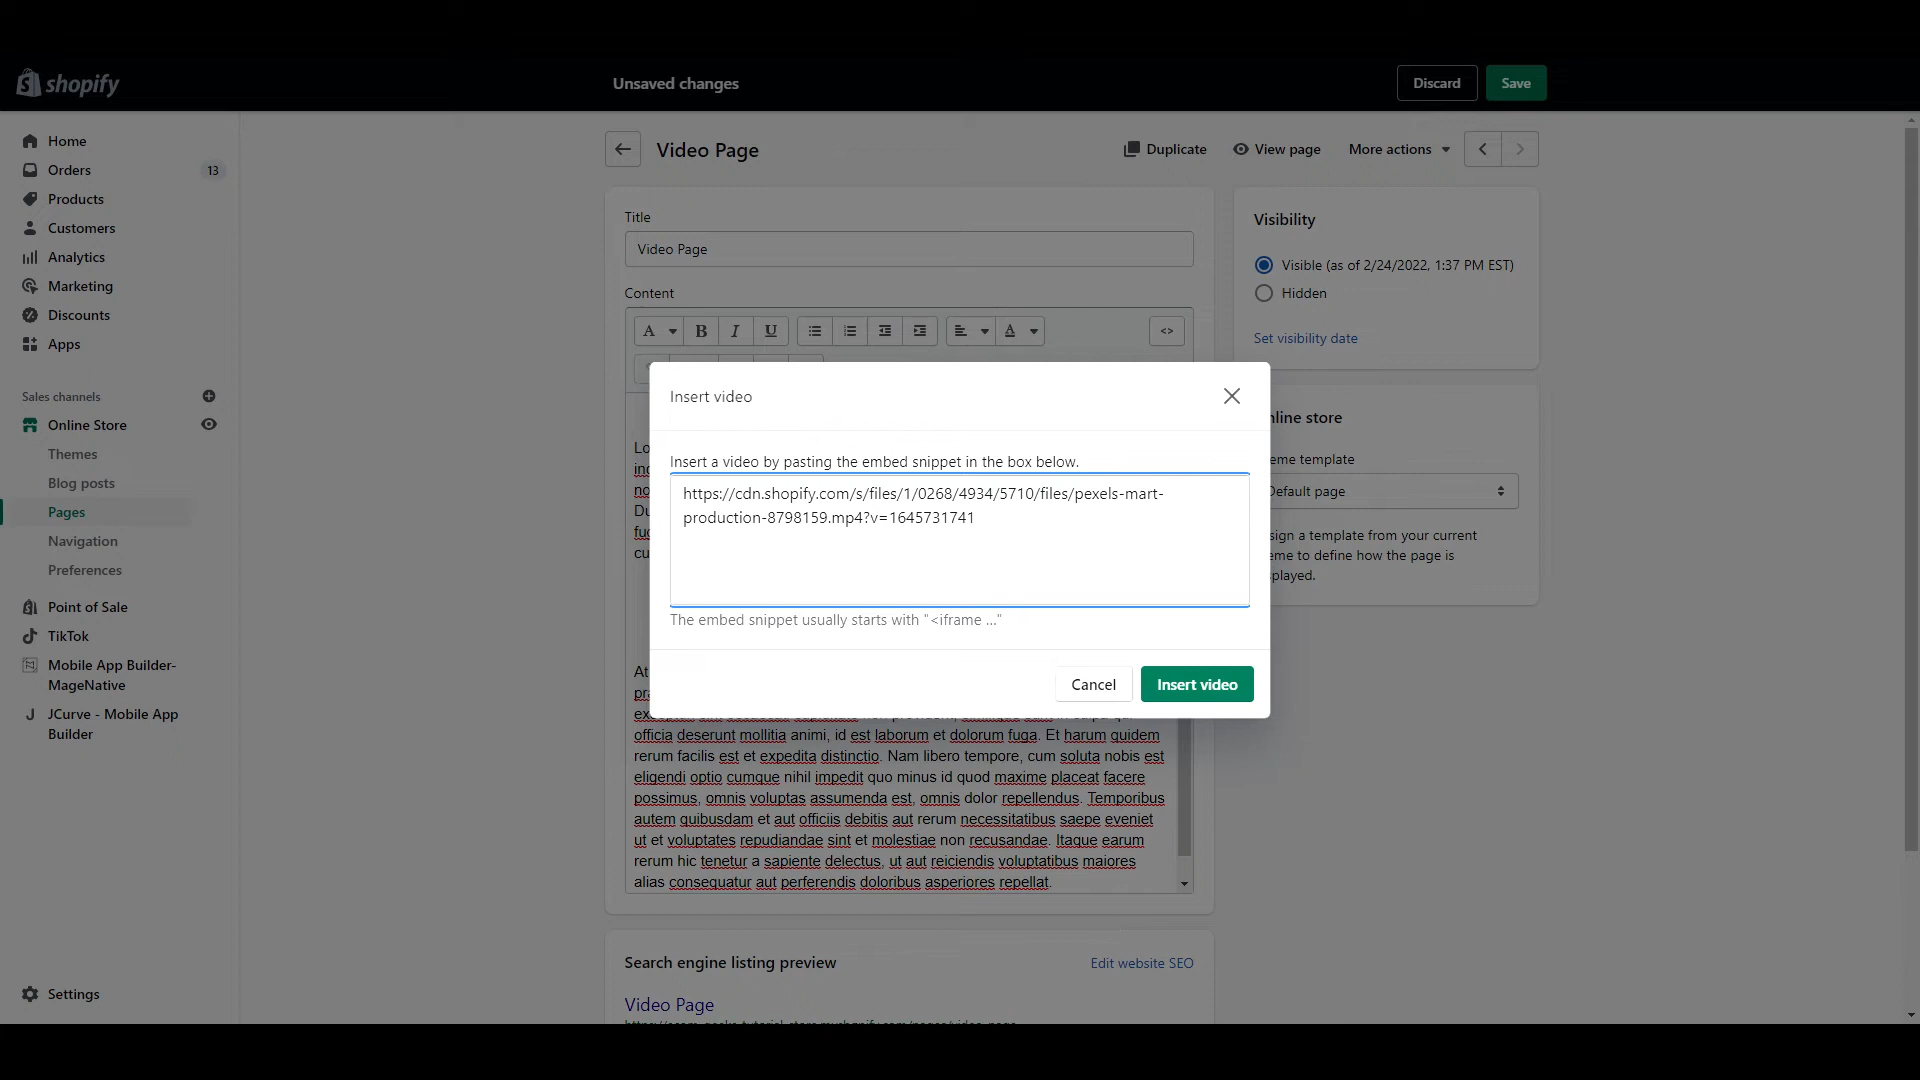 shopify
Unsaved changes
Discard
Save
Home
Orders
13
Products
Customers
Analytics
Marketing
Discounts
Apps
Sales channels
Online Store
Themes
Blog posts
Pages
Navigation
Preferences
Point of Sale
TikTok
Mobile App Builder-
MageNative
JCurve - Mobile App
Builder
Settings
Video Page
Duplicate
View page
More actions
Title
Video Page
Content
A
B
I
U
A
<>
Insert video
Insert a video by pasting the embed snippet in the box below.
https://cdn.shopify.com/s/files/1/0268/4934/5710/files/pexels-mart-
production-8798159.mp4?v=1645731741
The embed snippet usually starts with "<iframe ..."
Cancel
Insert video
At
officia deserunt mollitia animi, id est laborum et dolorum fuga. Et harum quidem
rerum facilis est et expedita distinctio. Nam libero tempore, cum soluta nobis est
eligendi optio cumque nihil impedit quo minus id quod maxime placeat facere
possimus, omnis voluptas assumenda est, omnis dolor repellendus. Temporibus
autem quibusdam et aut officiis debitis aut rerum necessitatibus saepe eveniet
ut et voluptates repudiandae sint et molestiae non recusandae. Itaque earum
rerum hic tenetur a sapiente delectus, ut aut reiciendis voluptatibus maiores
alias consequatur aut perferendis doloribus asperiores repellat.
Visibility
Visible (as of 2/24/2022, 1:37 PM EST)
Hidden
Set visibility date
nline store
eme template
Default page
sign a template from your current
eme to define how the page is
splayed.
Search engine listing preview
Edit website SEO
Video Page